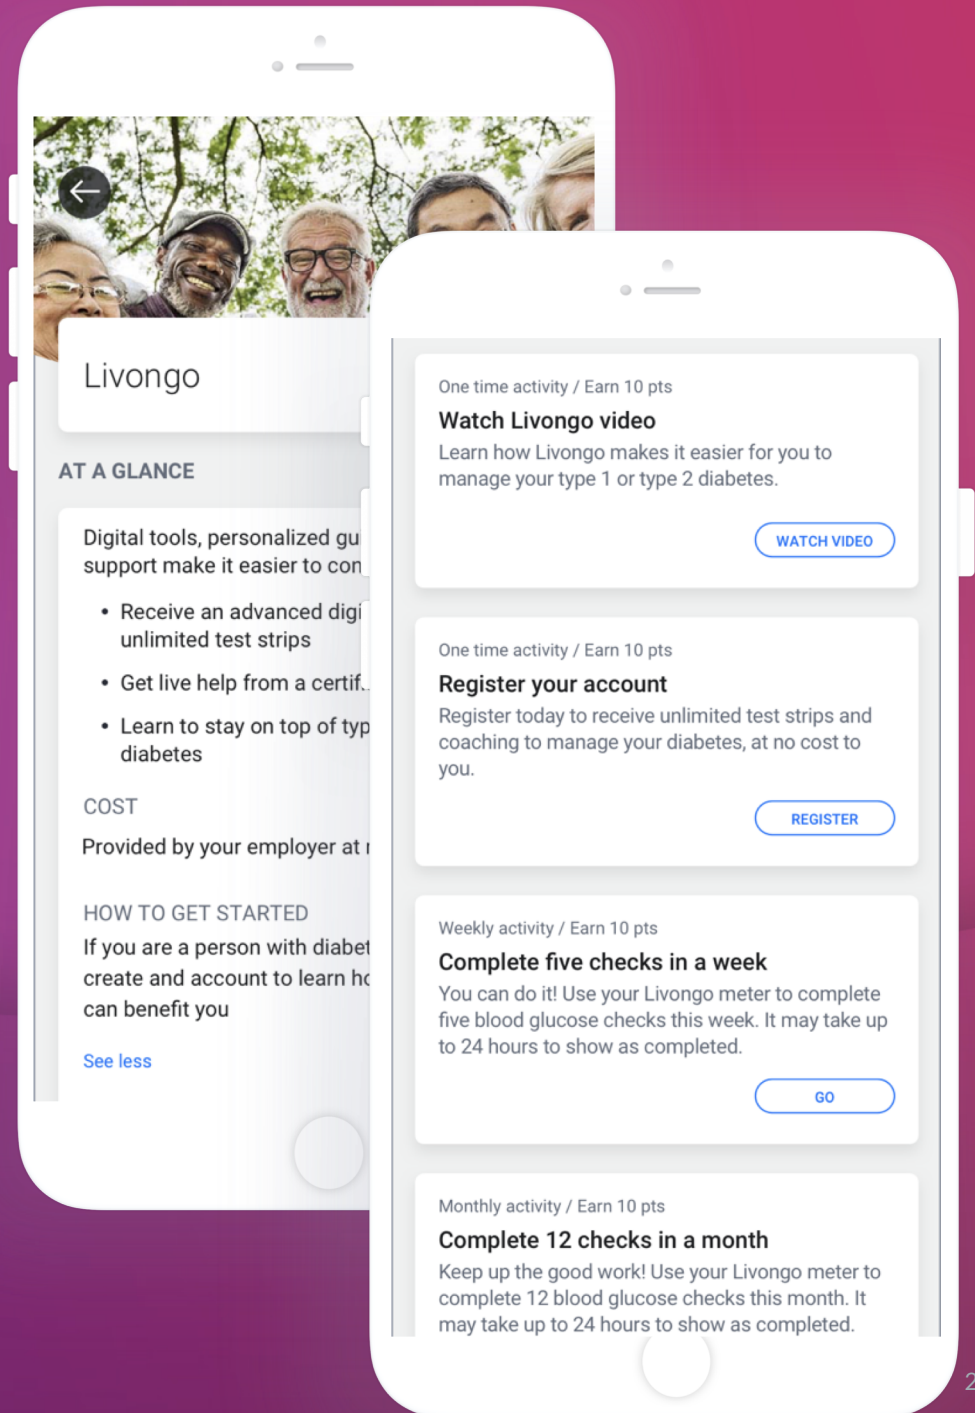 Livongo
AT A GLANCE
Digital tools, personalized
support make it easier to
Receive an advanced
unlimited test strips
Get live help from a
Learn to stay on top of
diabetes
COST
Provided by your employer at
HOW TO GET STARTED
If you are a person with
create and account to learn
can benefit you
See less
One time activity / Earn 10 pts
Watch Livongo video
Learn how Livongo makes it easier for you to
manage your type 1 or type 2 diabetes.
WATCH VIDEO
One time activity / Earn 10 pts
Register your account
Register today to receive unlimited test strips and
coaching to manage your diabetes, at no cost to
you.
REGISTER
Weekly activity / Earn 10 pts
Complete five checks in a week
You can do it! Use your Livongo meter to complete
five blood glucose checks this week. It may take up
to 24 hours to show as completed.
GO
Monthly activity / Earn 10 pts
Complete 12 checks in a month
Keep up the good work! Use your Livongo meter to
complete 12 blood glucose checks this month. It
may take up to 24 hours to show as completed.